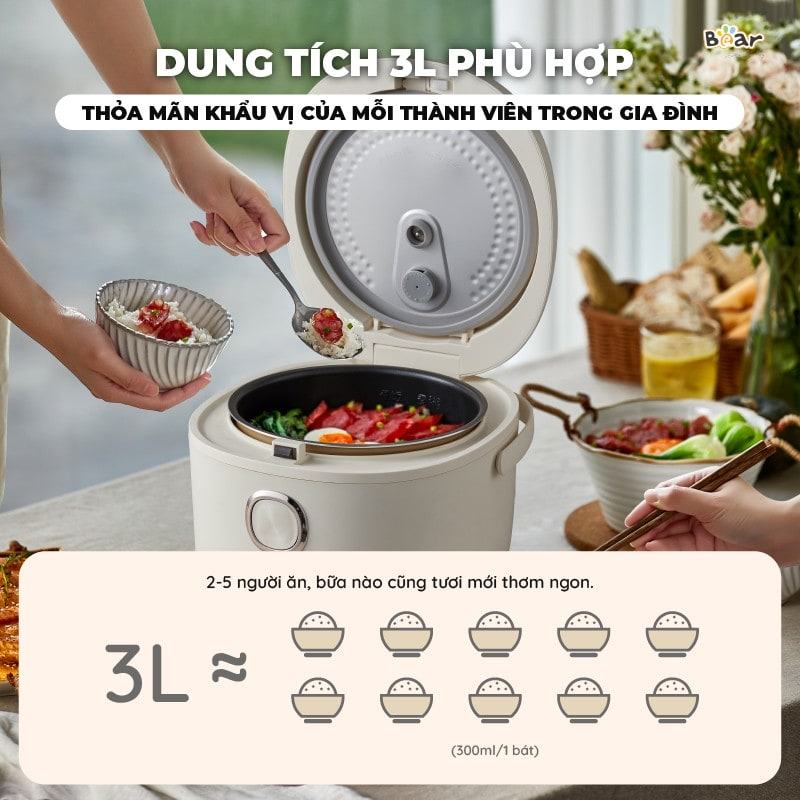 Bear
DUNG TÍCH 3L PHÙ HỢP
THỎA MÃN KHẨU VỊ CỦA MỖI THÀNH VIÊN TRONG GIA ĐÌNH
2-5 người ăn, bữa nào cũng tươi mới thơm ngon.
3L ≈
(300ml/1 bát)